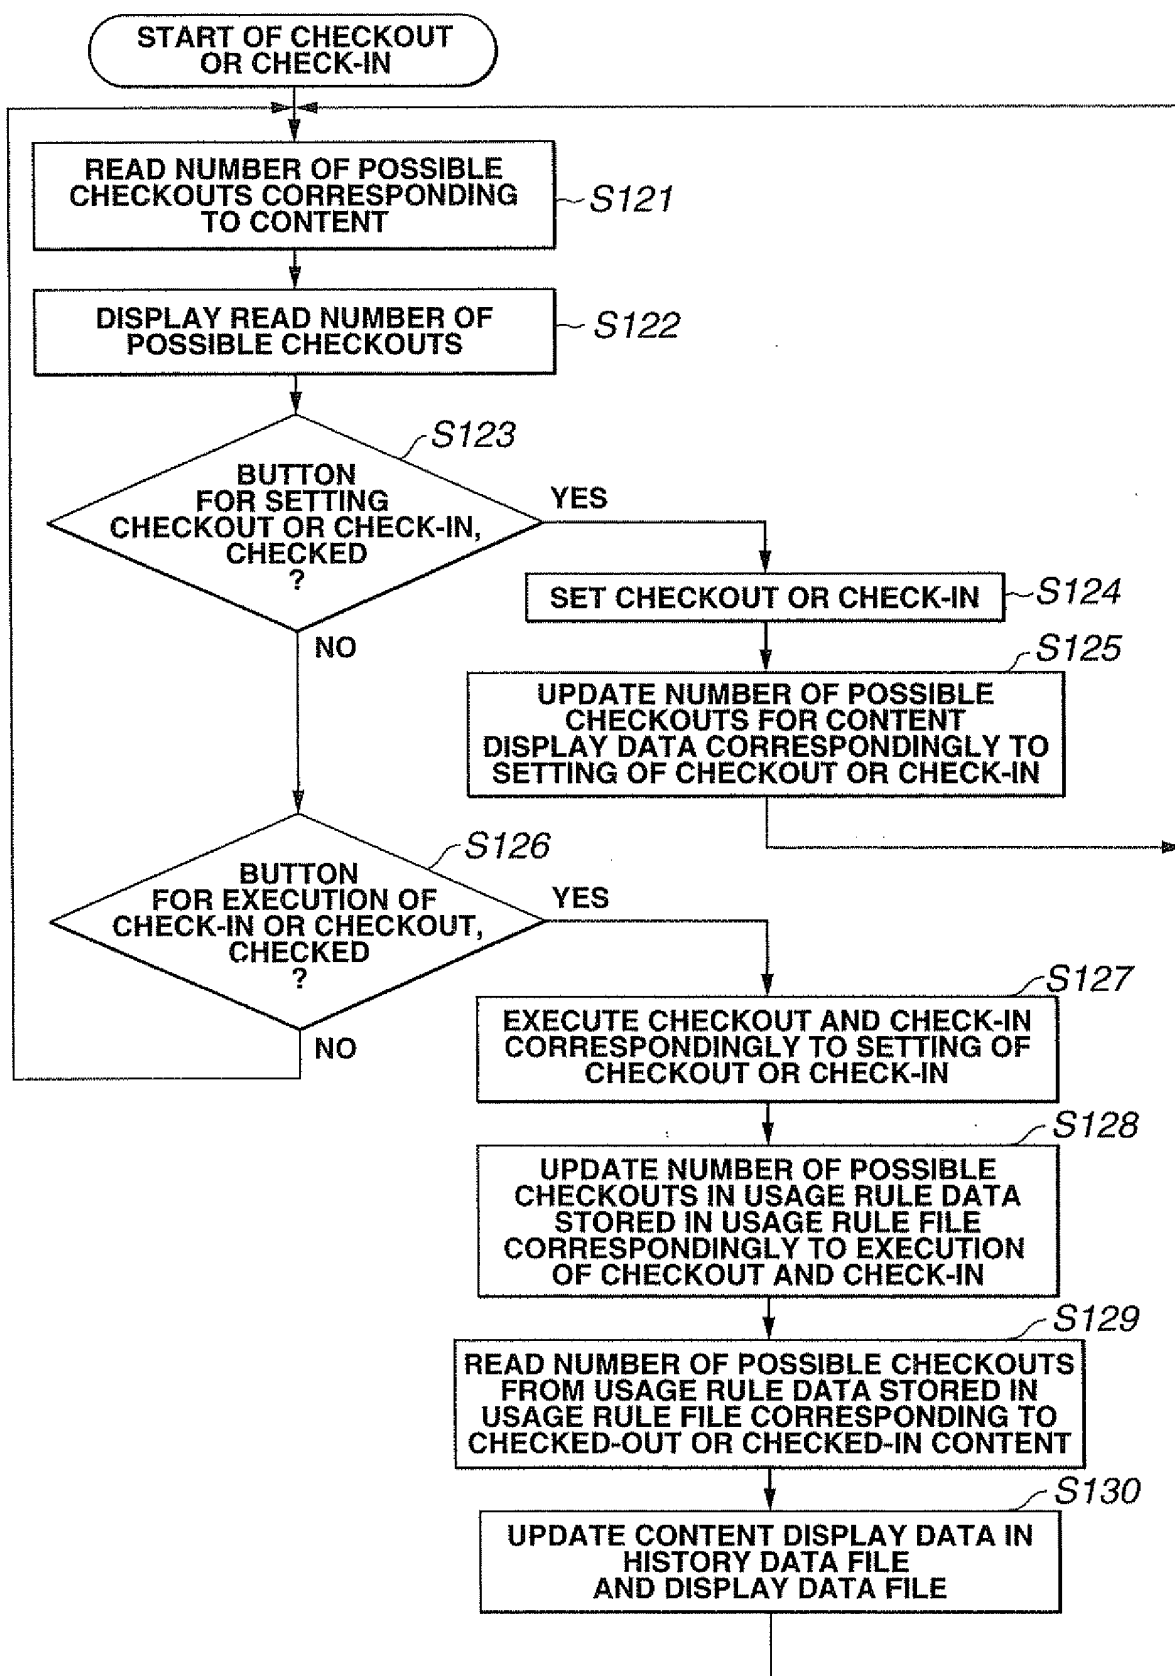 START OF CHECKOUT
OR CHECK-IN
READ NUMBER OF POSSIBLE
CHECKOUTS CORRESPONDING
TO CONTENT
S121
DISPLAY READ NUMBER OF
POSSIBLE CHECKOUTS
S122
S123
BUTTON
FOR SETTING
CHECKOUT OR CHECK-IN,
CHECKED
?
YES
NO
SET CHECKOUT OR CHECK-IN
S124
S125
UPDATE NUMBER OF POSSIBLE
CHECKOUTS FOR CONTENT
DISPLAY DATA CORRESPONDINGLY TO
SETTING OF CHECKOUT OR CHECK-IN
S126
BUTTON
FOR EXECUTION OF
CHECK-IN OR CHECKOUT,
CHECKED
?
YES
NO
S127
EXECUTE CHECKOUT AND CHECK-IN
CORRESPONDINGLY TO SETTING OF
CHECKOUT OR CHECK-IN
S128
UPDATE NUMBER OF POSSIBLE
CHECKOUTS IN USAGE RULE DATA
STORED IN USAGE RULE FILE
CORRESPONDINGLY TO EXECUTION
OF CHECKOUT AND CHECK-IN
S129
READ NUMBER OF POSSIBLE CHECKOUTS
FROM USAGE RULE DATA STORED IN
USAGE RULE FILE CORRESPONDING TO
CHECKED-OUT OR CHECKED-IN CONTENT
S130
UPDATE CONTENT DISPLAY DATA IN
HISTORY DATA FILE
AND DISPLAY DATA FILE